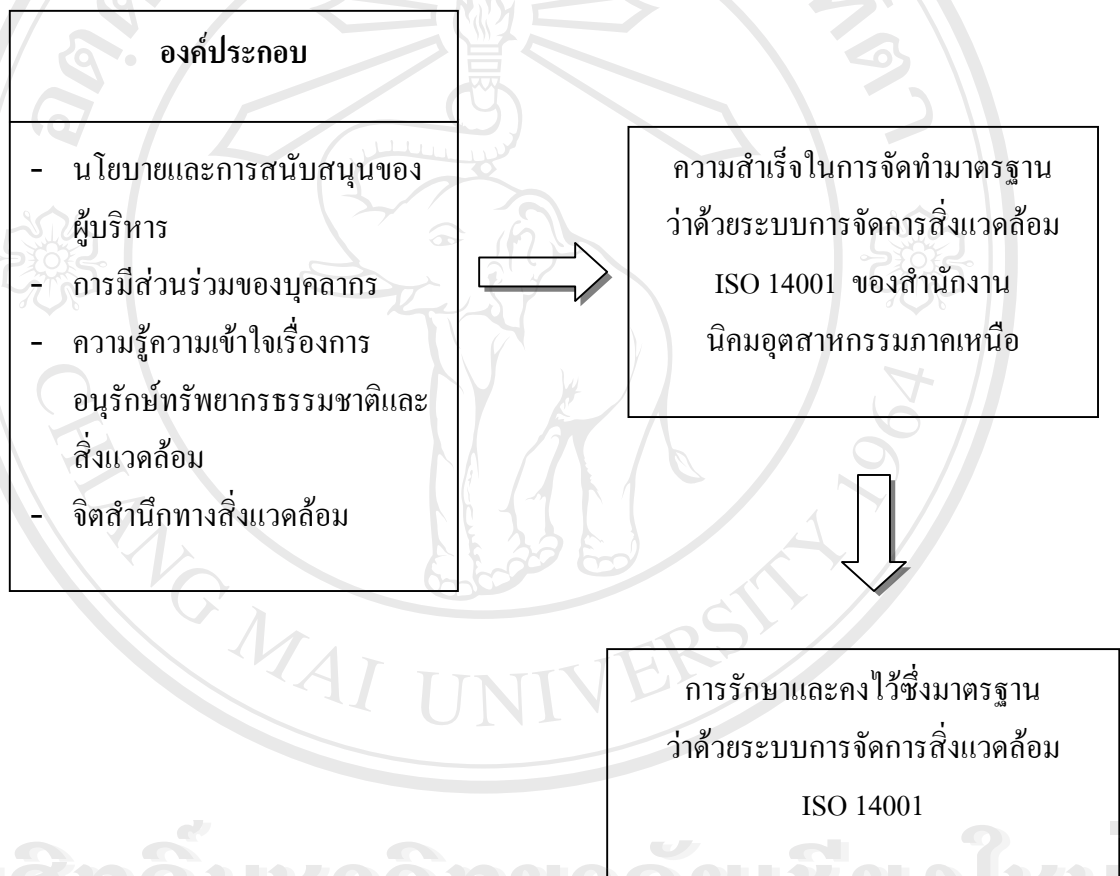 องค์ประกอบ
- นโยบายและการสนับสนุนของ
ผู้บริหาร
- การมีส่วนร่วมของบุคลากร
- ความรู้ความเข้าใจเรื่องการ
อนุรักษ์ทรัพยากรธรรมชาติและ
สิ่งแวดล้อม
- จิตสำนึกทางสิ่งแวดล้อม
ความสำเร็จในการจัดทำมาตรฐาน
ว่าด้วยระบบการจัดการสิ่งแวดล้อม
ISO 14001 ของสำนักงาน
นิคมอุตสาหกรรมภาคเหนือ
การรักษาและคงไว้ซึ่งมาตรฐาน
ว่าด้วยระบบการจัดการสิ่งแวดล้อม
ISO 14001
CHIANG MAI UNIVERSITY 1964